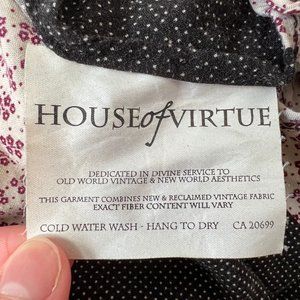 HOUSE of VIRTUE
DEDICATED IN DIVINE SERVICE TO
OLD WORLD VINTAGE & NEW WORLD AESTHETICS
THIS GARMENT COMBINES NEW & RECLAIMED VINTAGE FABRIC
EXACT FIBER CONTENT WILL VARY
COLD WATER WASH - HANG TO DRY CA 20699